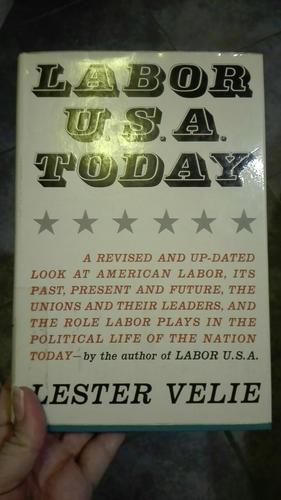 LABOR
U.S.A.
TODAY
A REVISED AND UP-DATED
LOOK AT AMERICAN LABOR, ITS
PAST, PRESENT AND FUTURE, THE
UNIONS AND THEIR LEADERS, AND
THE ROLE LABOR PLAYS IN THE
POLITICAL LIFE OF THE NATION
TODAY—by the author of LABOR U.S.A.
LESTER VELIE